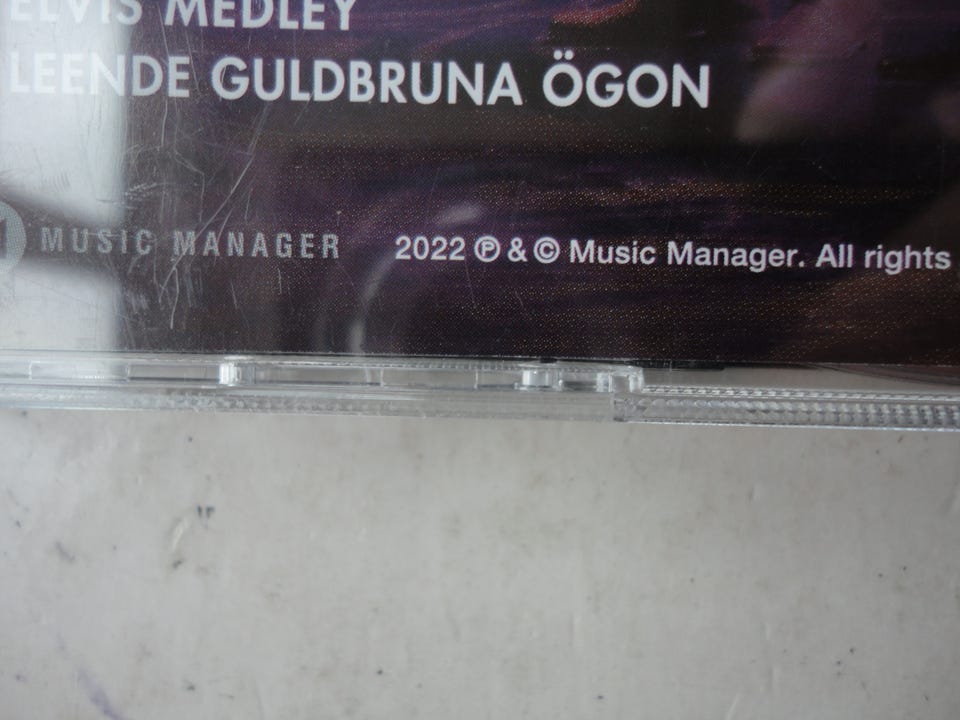 ELVIS MEDLEY
LEENDE GULDBRUNA ÖGON
MUSIC MANAGER
2022 ℗ & © Music Manager. All rights